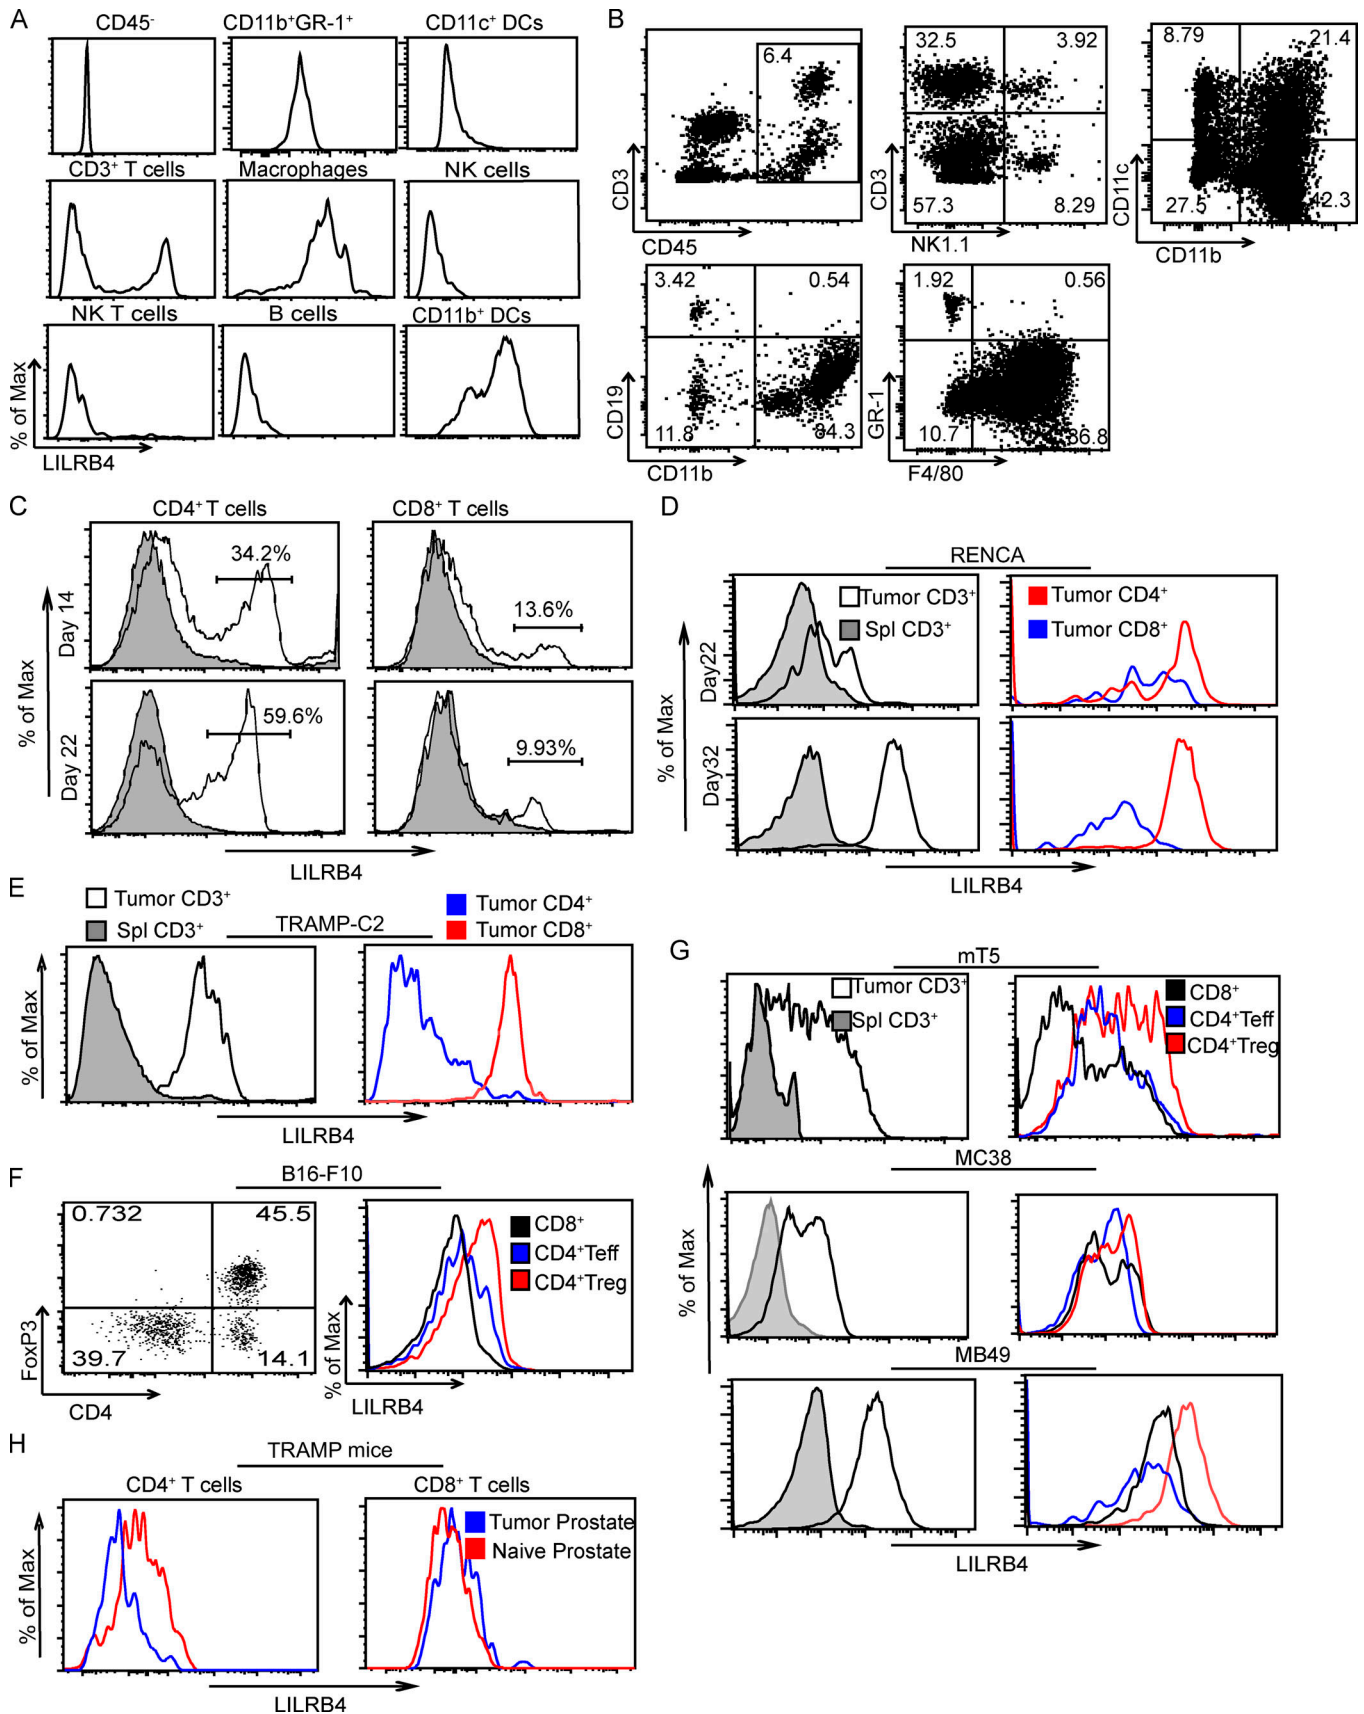 A
CD45⁻
CD11b⁺GR-1⁺
CD11c⁺ DCs
CD3⁺ T cells
Macrophages
NK cells
NK T cells
B cells
CD11b⁺ DCs
% of Max
LILRB4
B
6.4
CD3
CD45
32.5
3.92
57.3
8.29
CD3
NK1.1
8.79
21.4
27.5
42.3
CD11c
CD11b
3.42
0.54
11.8
84.3
CD19
CD11b
1.92
0.56
10.7
86.8
GR-1
F4/80
C
CD4⁺ T cells
CD8⁺ T cells
34.2%
13.6%
Day 14
59.6%
9.93%
Day 22
% of Max
LILRB4
D
RENCA
Tumor CD3⁺
Spl CD3⁺
Tumor CD4⁺
Tumor CD8⁺
Day22
Day32
% of Max
LILRB4
E
Tumor CD3⁺
Spl CD3⁺
TRAMP-C2
Tumor CD4⁺
Tumor CD8⁺
% of Max
LILRB4
F
B16-F10
0.732
45.5
39.7
14.1
FoxP3
CD4
CD8⁺
CD4⁺Teff
CD4⁺Treg
% of Max
LILRB4
G
mT5
Tumor CD3⁺
Spl CD3⁺
CD8⁺
CD4⁺Teff
CD4⁺Treg
MC38
% of Max
MB49
LILRB4
H
TRAMP mice
CD4⁺ T cells
CD8⁺ T cells
Tumor Prostate
Naive Prostate
% of Max
LILRB4